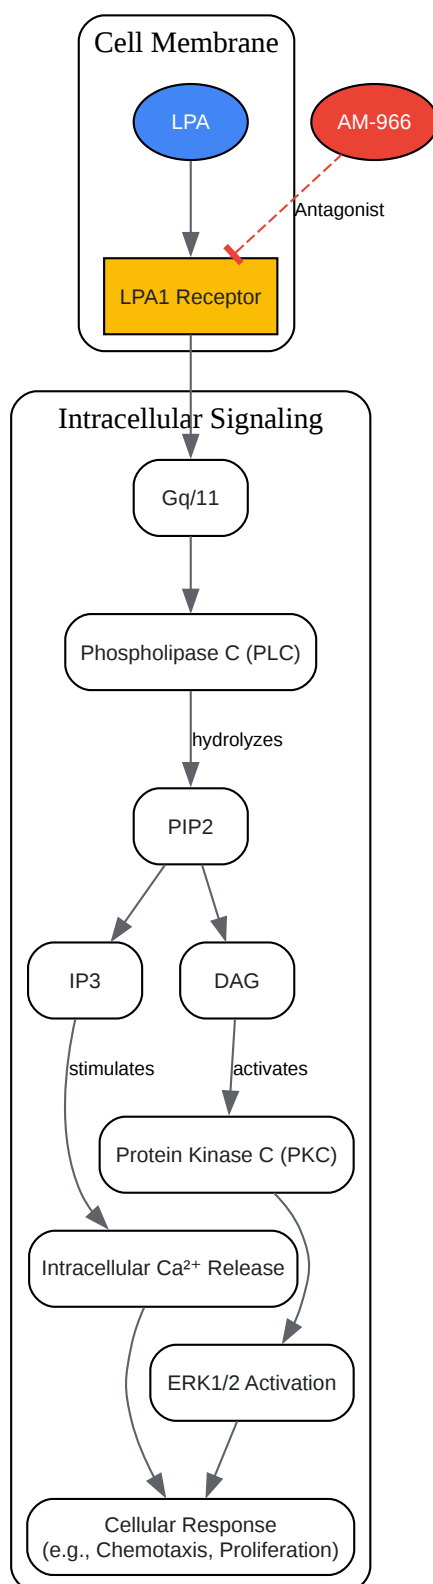 Cell Membrane
LPA
AM-966
Antagonist
LPA1 Receptor
Intracellular Signaling
Gq/11
Phospholipase C (PLC)
hydrolyzes
PIP2
IP3
DAG
stimulates
activates
Protein Kinase C (PKC)
Intracellular Ca²⁺ Release
ERK1/2 Activation
Cellular Response
(e.g., Chemotaxis, Proliferation)